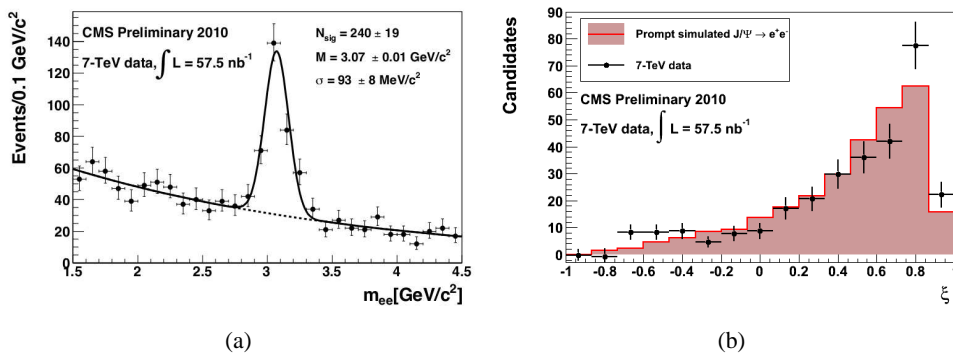 CMS Preliminary 2010
7-TeV data, ∫ L = 57.5 nb⁻¹
N_sig = 240 ± 19
M = 3.07 ± 0.01 GeV/c²
σ = 93 ± 8 MeV/c²
Events/0.1 GeV/c²
140
120
100
80
60
40
20
0
1.5 2 2.5 3 3.5 4 4.5
m_ee[GeV/c²]
(a)
Candidates
90
80
70
60
50
40
30
20
10
0
Prompt simulated J/Ψ → e⁺e⁻
7-TeV data
CMS Preliminary 2010
7-TeV data, ∫ L = 57.5 nb⁻¹
-1 -0.8 -0.6 -0.4 -0.2 0 0.2 0.4 0.6 0.8 1
ξ
(b)